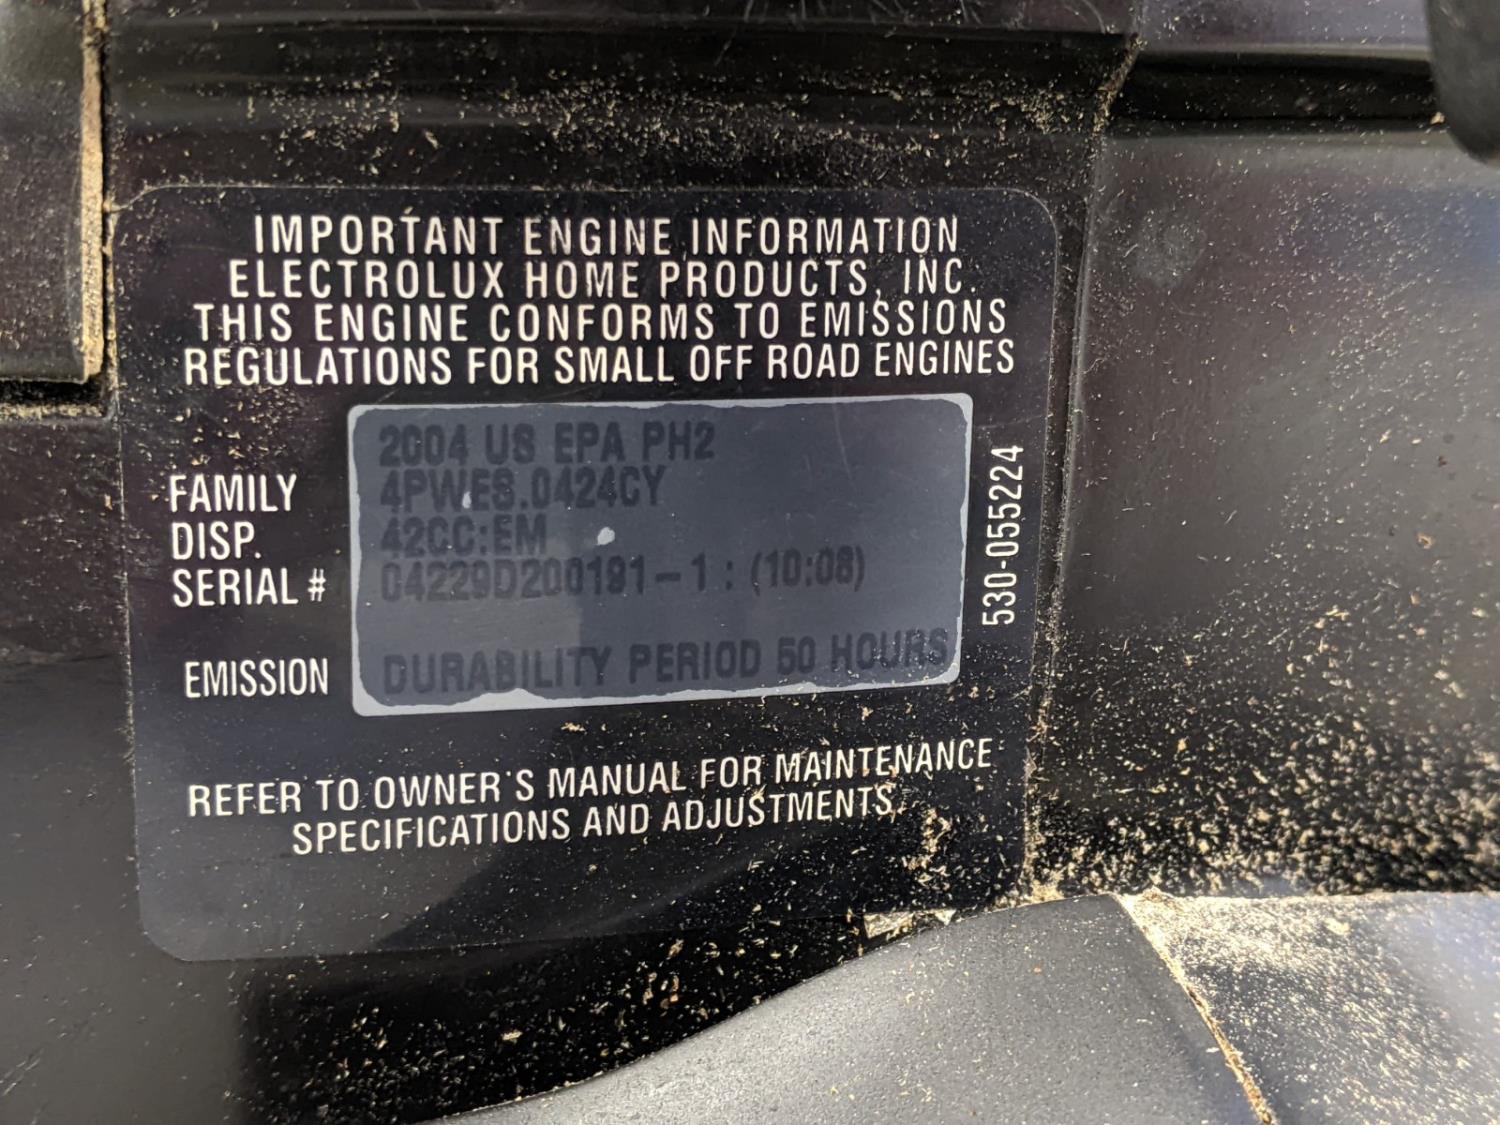 IMPORTANT ENGINE INFORMATION
ELECTROLUX HOME PRODUCTS, INC.
THIS ENGINE CONFORMS TO EMISSIONS
REGULATIONS FOR SMALL OFF ROAD ENGINES
2004 US EPA PH2
FAMILY 4PWES.0424CY
DISP. 42CC:EM
SERIAL # 04229D200191-1 : (10:08)
EMISSION DURABILITY PERIOD 50 HOURS
530-055224
REFER TO OWNER'S MANUAL FOR MAINTENANCE
SPECIFICATIONS AND ADJUSTMENTS.